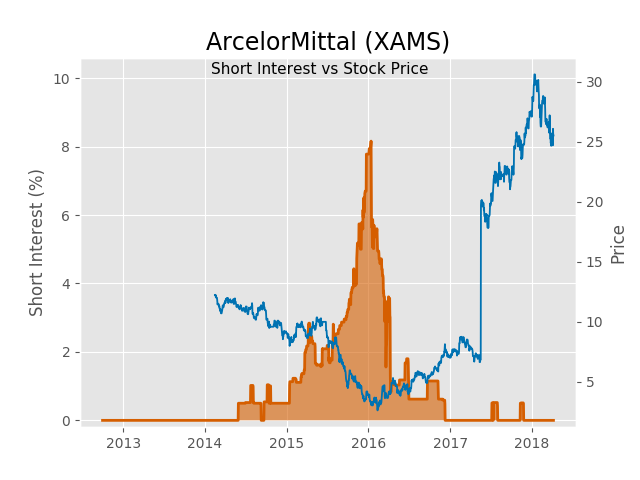 ArcelorMittal (XAMS)
Short Interest vs Stock Price
Short Interest (%)
10
8
6
4
2
0
30
25
20
15
10
5
Price
2013 2014 2015 2016 2017 2018